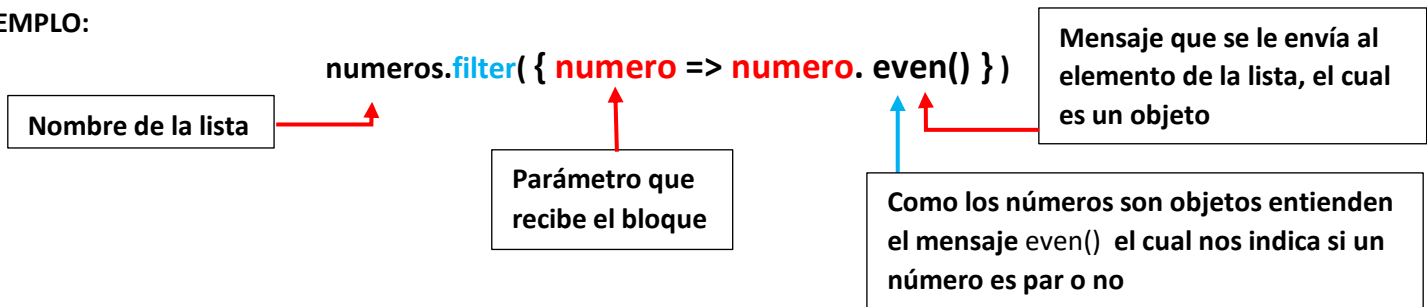 EMPLO:
numeros.filter( { numero => numero. even() } )
Mensaje que se le envía al
elemento de la lista, el cual
es un objeto
Nombre de la lista
Parámetro que
recibe el bloque
Como los números son objetos entienden
el mensaje even() el cual nos indica si un
número es par o no